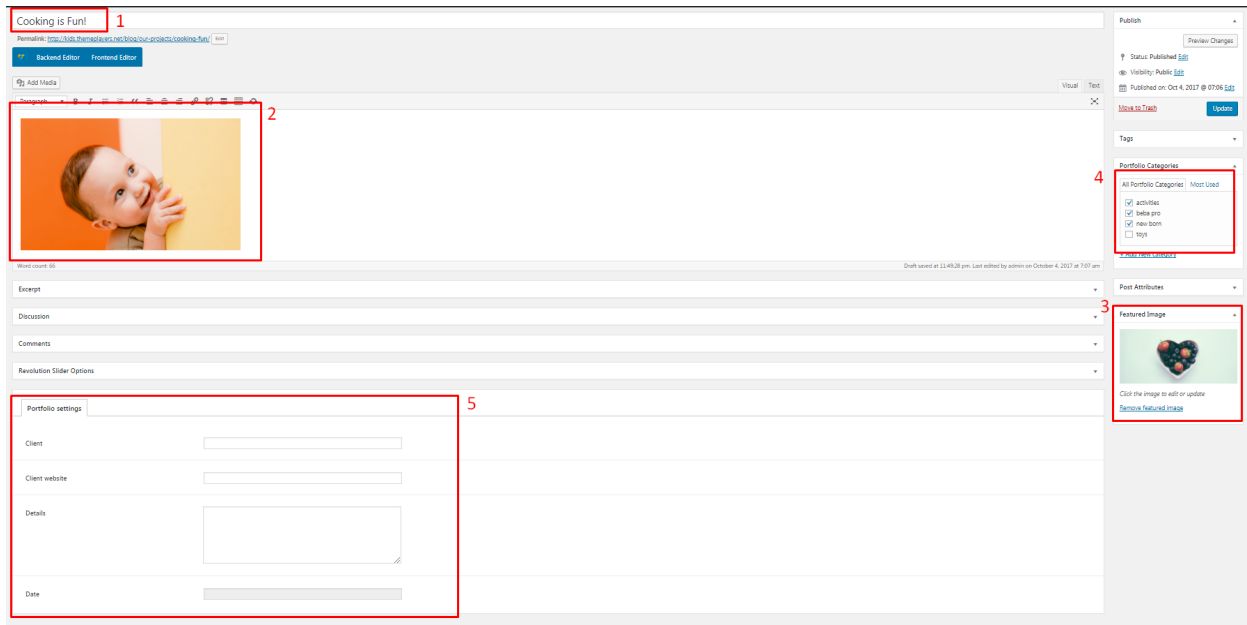 Cooking is Fun!
1
Permalink: http://kids.themeplayers.net/blog/our-projects/cooking-fun/ Edit
Backend Editor Frontend Editor
Add Media
Visual Text
Paragraph B I
2
Word count: 66
Draft saved at 11:49:28 pm. Last edited by admin on October 4, 2017 at 7:07 am
Excerpt
Discussion
Comments
Revolution Slider Options
Portfolio settings
5
Client
Client website
Details
Date
Publish
Preview Changes
Status: Published Edit
Visibility: Public Edit
Published on: Oct 4, 2017 @ 07:06 Edit
Move to Trash
Update
Tags
Portfolio Categories
4
All Portfolio Categories Most Used
activities
beba pro
new born
toys
+ Add New Category
Post Attributes
3
Featured Image
Click the image to edit or update
Remove featured image